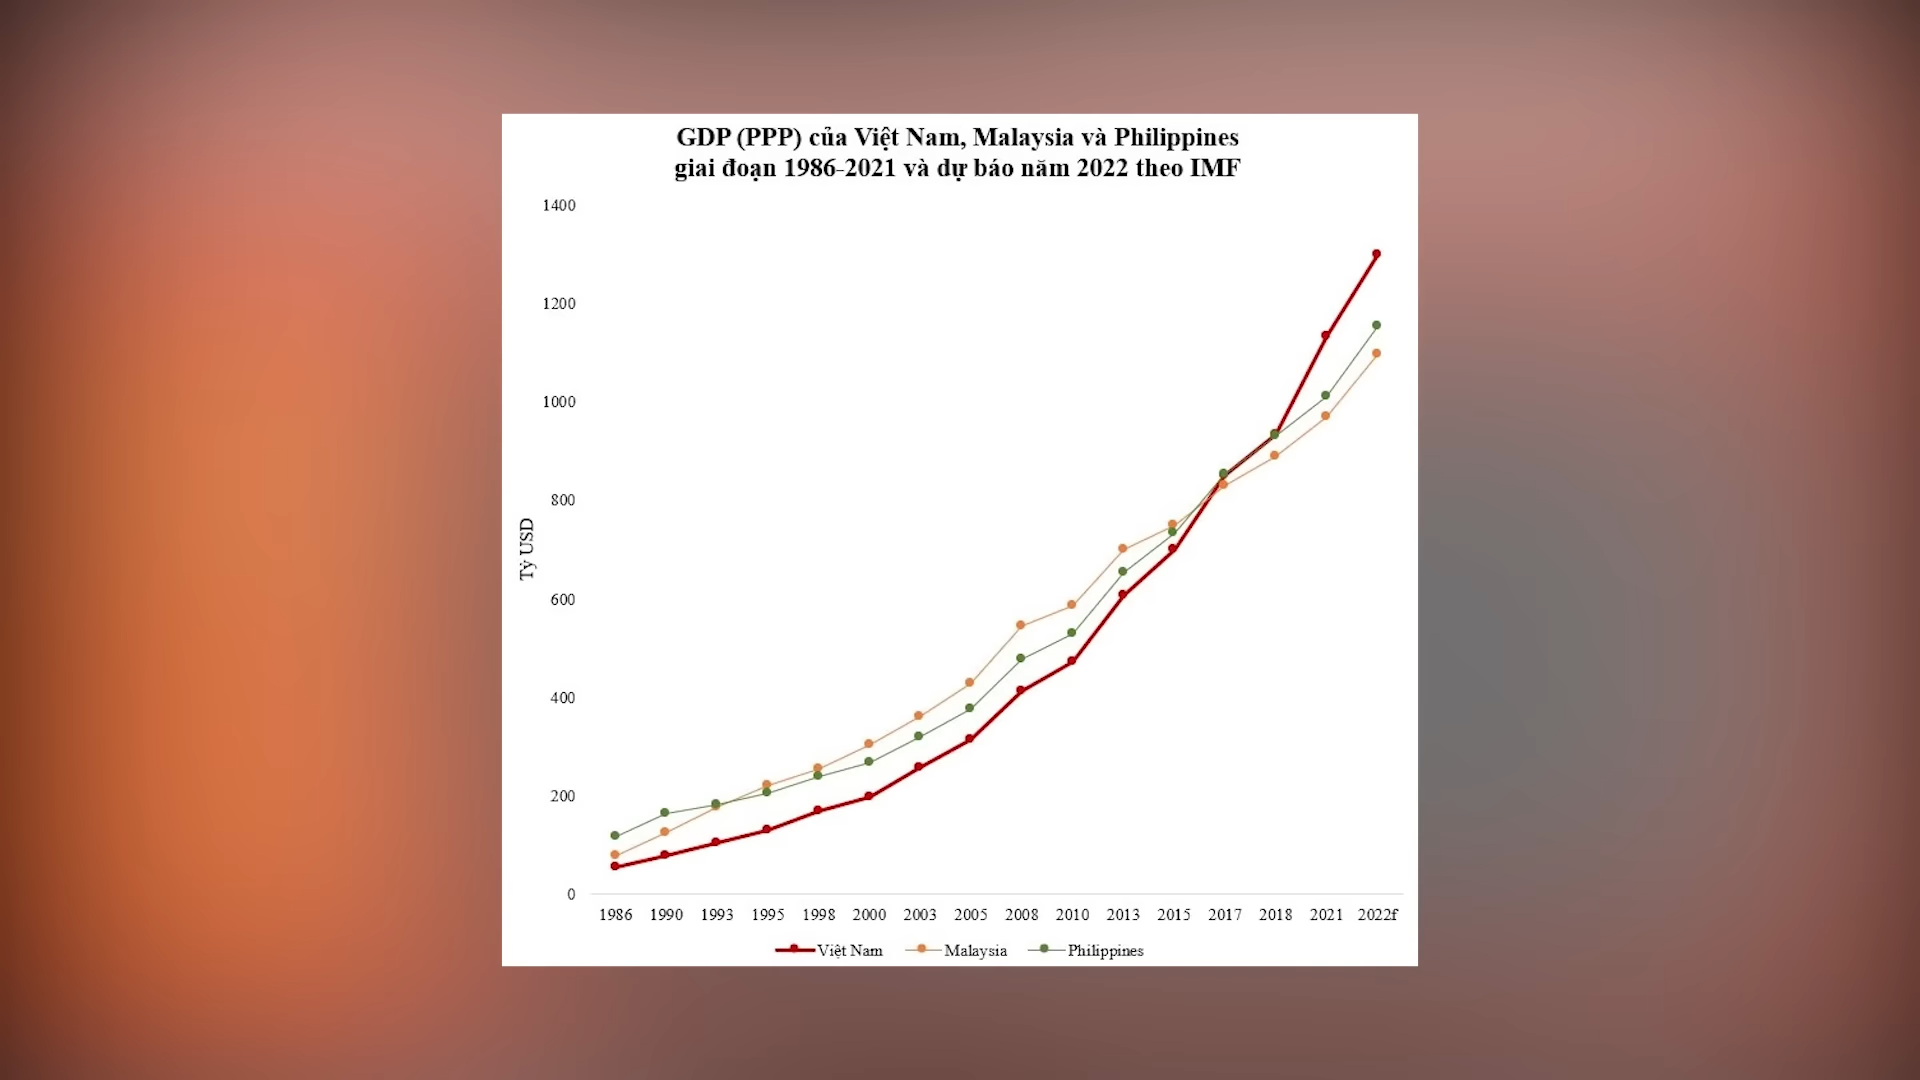 GDP (PPP) của Việt Nam, Malaysia và Philippines
giai đoạn 1986-2021 và dự báo năm 2022 theo IMF
1400
1200
1000
800
600
400
200
0
Tỷ USD
1986 1990 1993 1995 1998 2000 2003 2005 2008 2010 2013 2015 2017 2018 2021 2022f
Việt Nam Malaysia Philippines